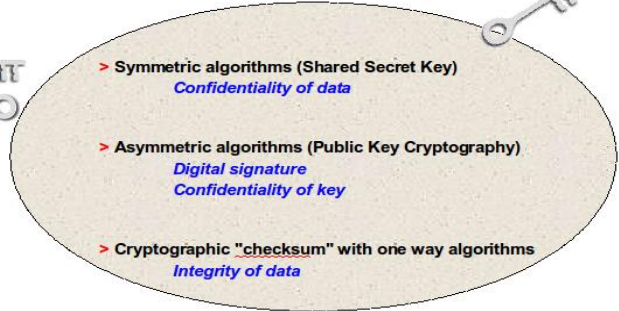 > Symmetric algorithms (Shared Secret Key)
Confidentiality of data
> Asymmetric algorithms (Public Key Cryptography)
Digital signature
Confidentiality of key
> Cryptographic "checksum" with one way algorithms
Integrity of data